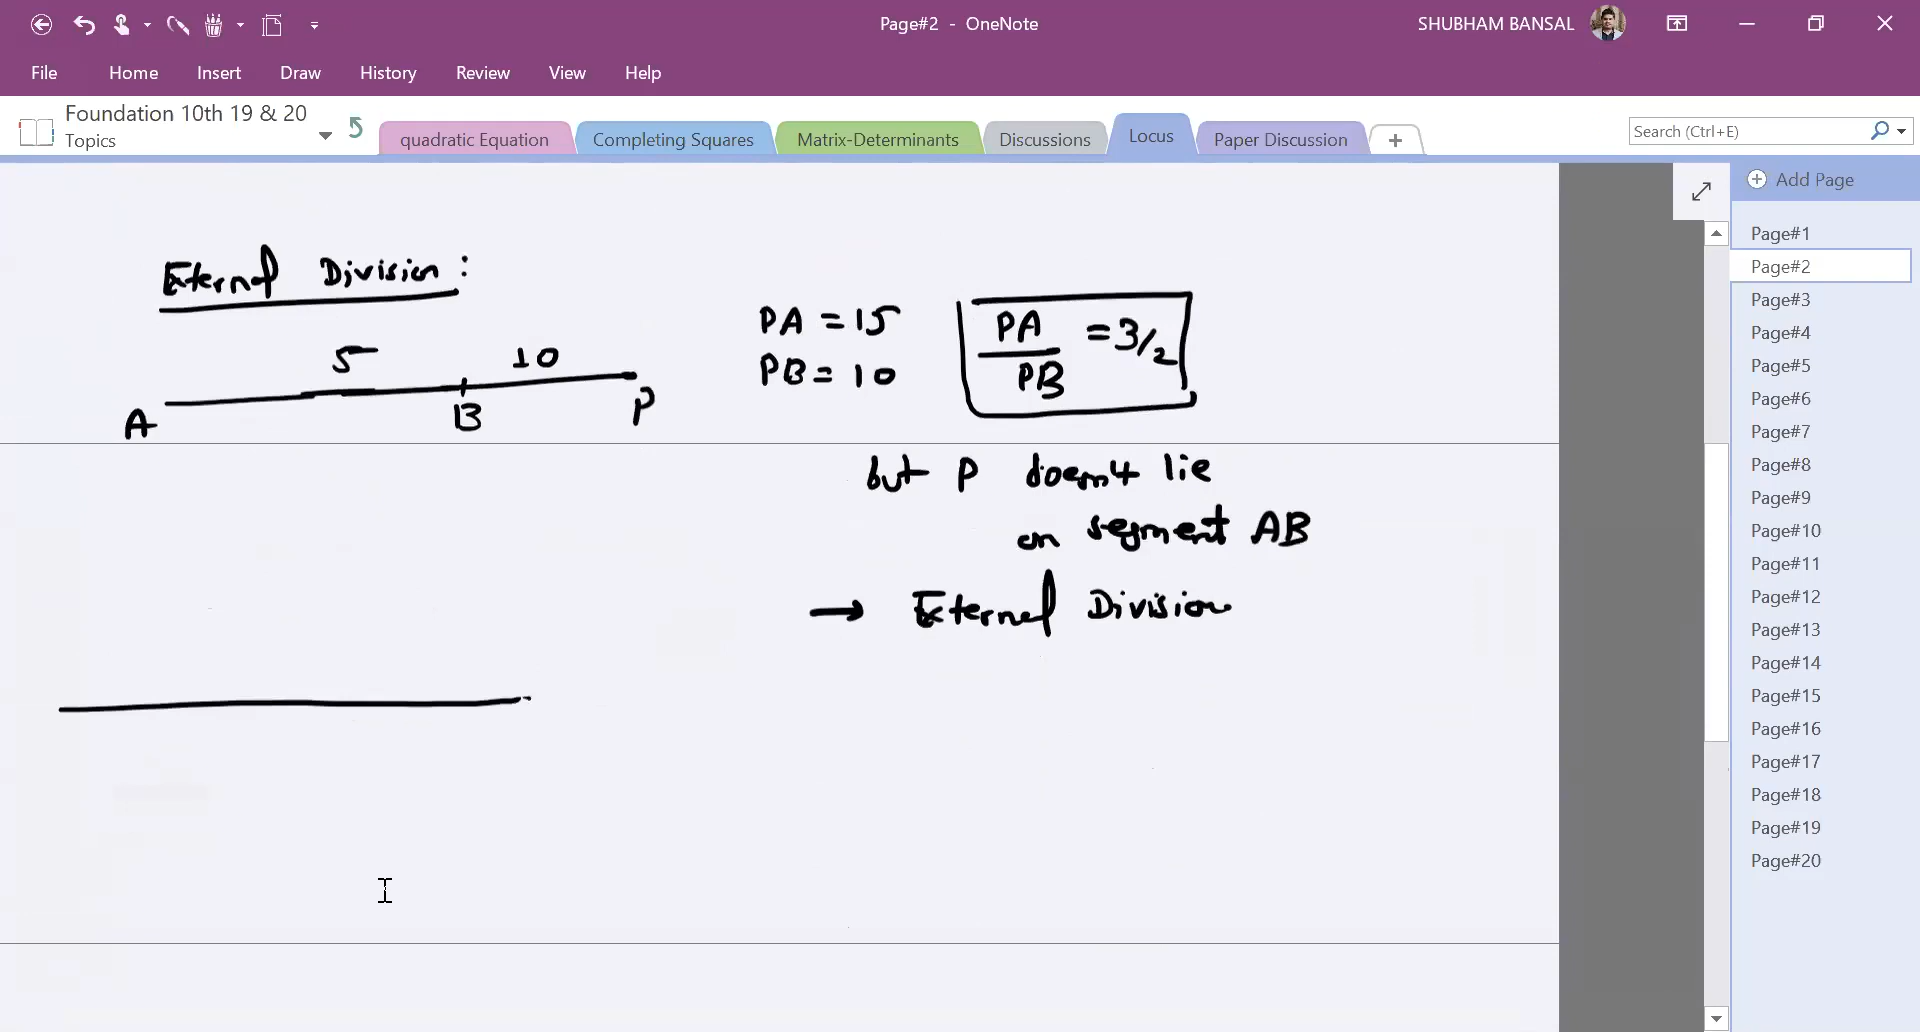 Page#2 - OneNote
SHUBHAM BANSAL
File Home Insert Draw History Review View Help
Foundation 10th 19 & 20
Topics
quadratic Equation
Completing Squares
Matrix-Determinants
Discussions
Locus
Paper Discussion
Search (Ctrl+E)
Add Page
Page#1
Page#2
Page#3
Page#4
Page#5
Page#6
Page#7
Page#8
Page#9
Page#10
Page#11
Page#12
Page#13
Page#14
Page#15
Page#16
Page#17
Page#18
Page#19
Page#20
External Division :
5 10
A B P
PA = 15
PB = 10
PA/PB = 3/2
but P doesn't lie
on segment AB
→ External Division